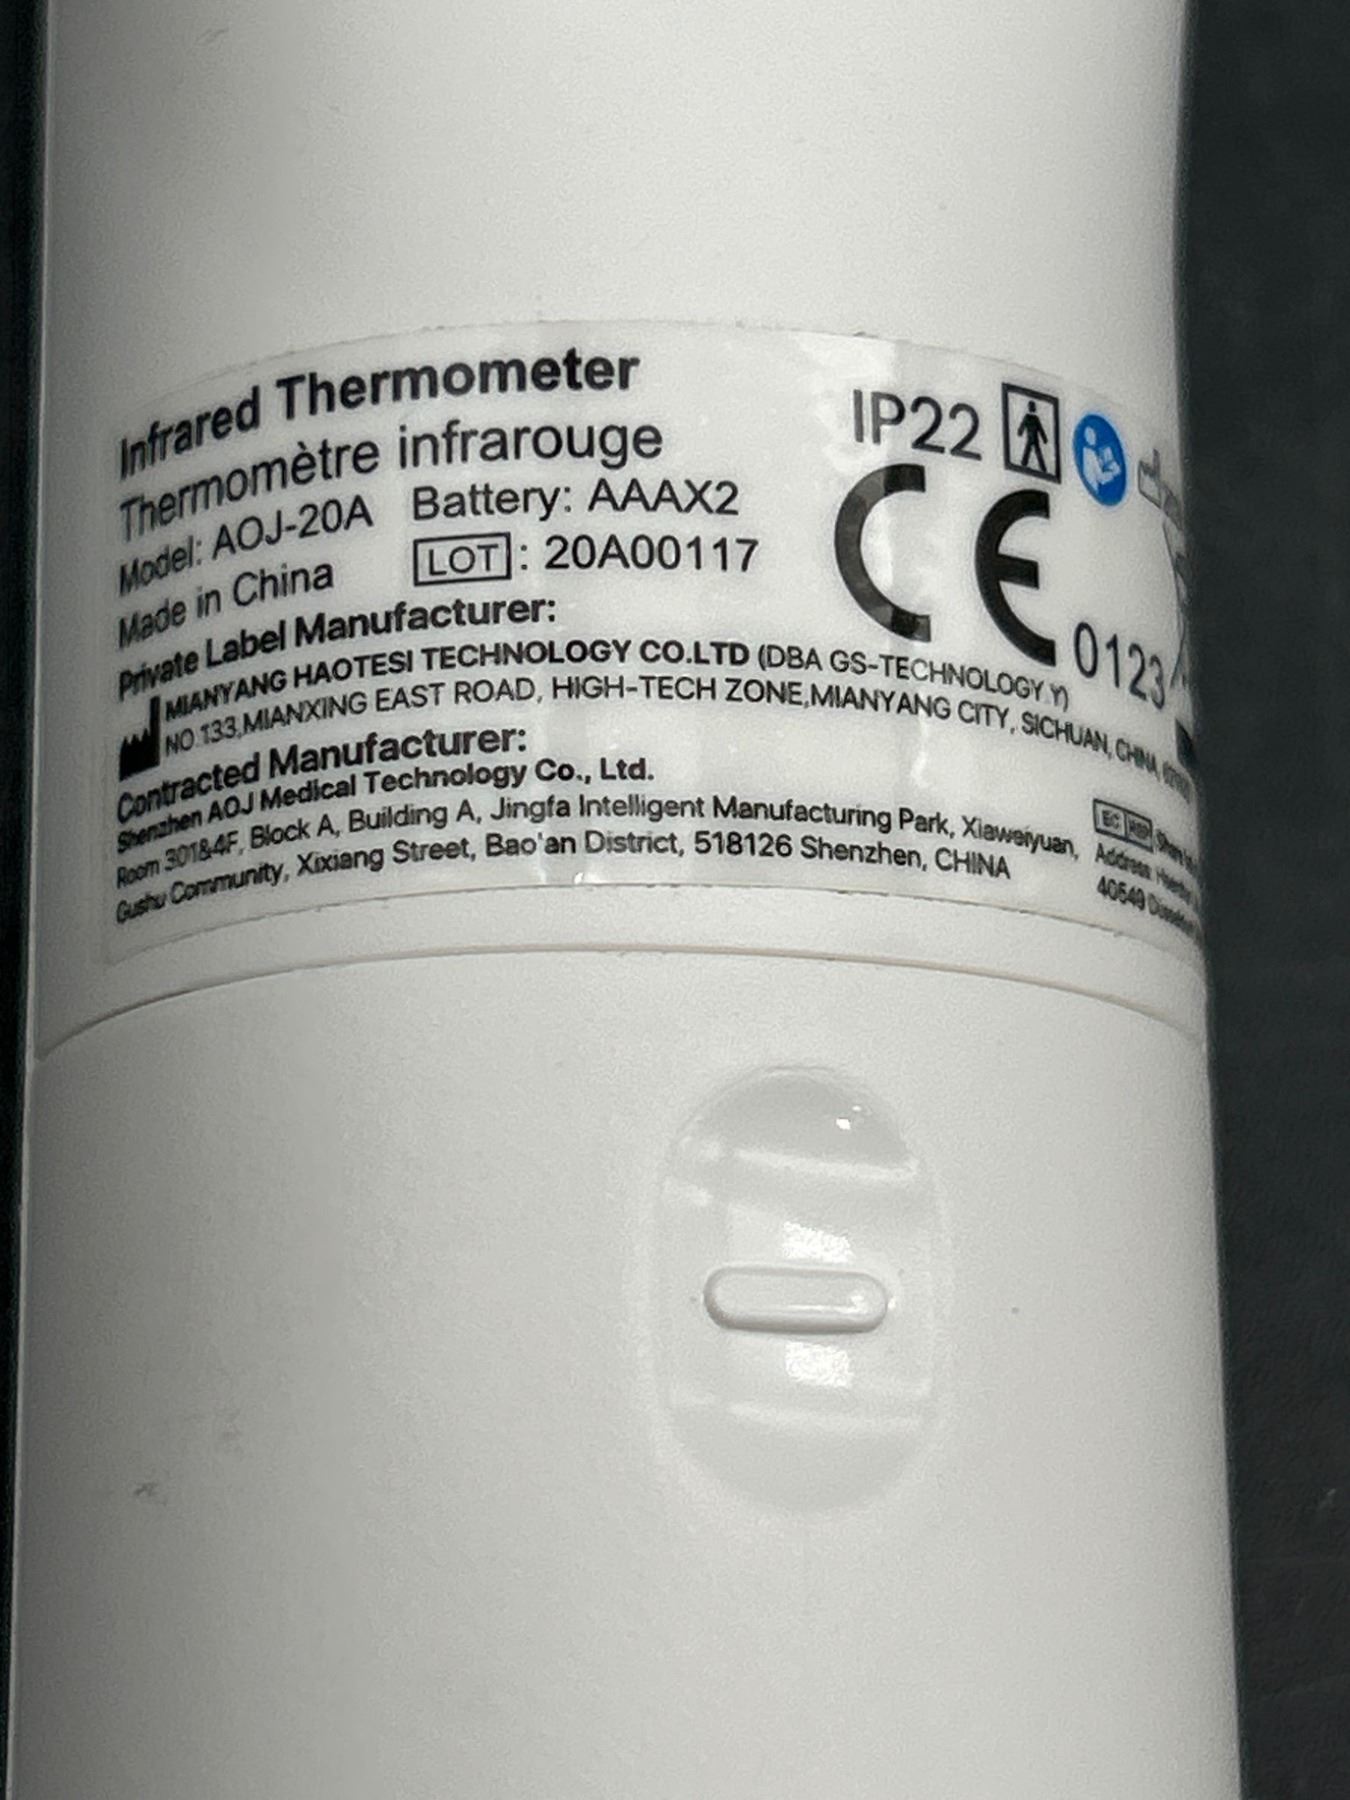 Infrared Thermometer
Thermomètre infrarouge
Model: AOJ-20A Battery: AAAX2
Made in China LOT: 20A00117
IP22
CE 0123
Private Label Manufacturer:
MIANYANG HAOTESI TECHNOLOGY CO.LTD (DBA GS-TECHNOLOGY Y)
NO.133,MIANXING EAST ROAD, HIGH-TECH ZONE,MIANYANG CITY, SICHUAN, CHINA,
Contracted Manufacturer:
Shenzhen AOJ Medical Technology Co., Ltd.
Room 301&4F, Block A, Building A, Jingfa Intelligent Manufacturing Park, Xiaweiyuan,
Gushu Community, Xixiang Street, Bao'an District, 518126 Shenzhen, CHINA
EC REP
Address:
40549